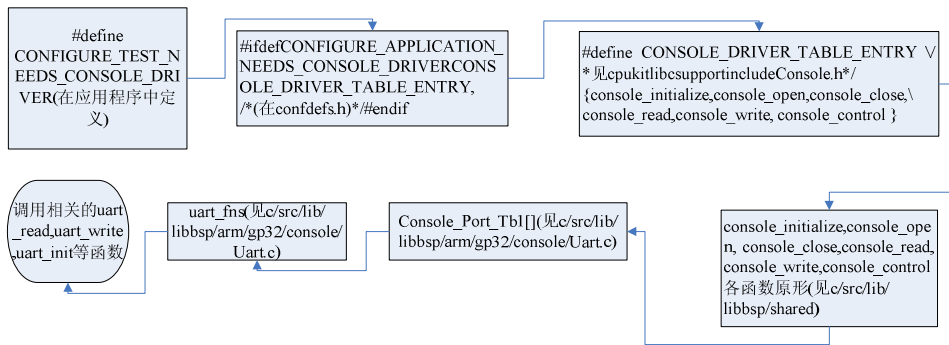 #define
CONFIGURE_TEST_N
EEDS_CONSOLE_DRI
VER(在应用程序中定
义)
#ifdefCONFIGURE_APPLICATION_
NEEDS_CONSOLE_DRIVERCONS
OLE_DRIVER_TABLE_ENTRY,
/*(在confdefs.h)*/#endif
#define CONSOLE_DRIVER_TABLE_ENTRY \/
*见cpukitlibcsupportincludeConsole.h*/
{console_initialize,console_open,console_close,\
console_read,console_write, console_control }
console_initialize,console_ope
n, console_close,console_read,
console_write,console_control
各函数原形(见c/src/lib/
libbsp/shared)
Console_Port_Tbl[](见c/src/lib/
libbsp/arm/gp32/console/Uart.c)
uart_fns(见c/src/lib/
libbsp/arm/gp32/console/
Uart.c)
调用相关的uart
_read,uart_write
,uart_init等函数